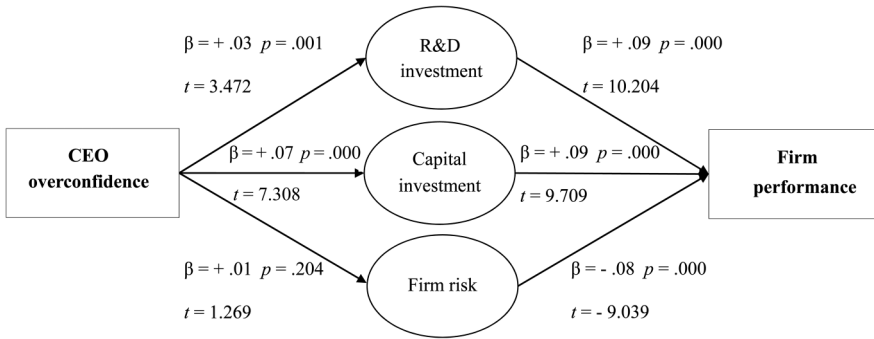 β = + .03 p = .001
t = 3.472
R&D
investment
β = + .09 p = .000
t = 10.204
CEO
overconfidence
β = + .07 p = .000
t = 7.308
Capital
investment
β = + .09 p = .000
t = 9.709
Firm
performance
β = + .01 p = .204
t = 1.269
Firm risk
β = - .08 p = .000
t = - 9.039